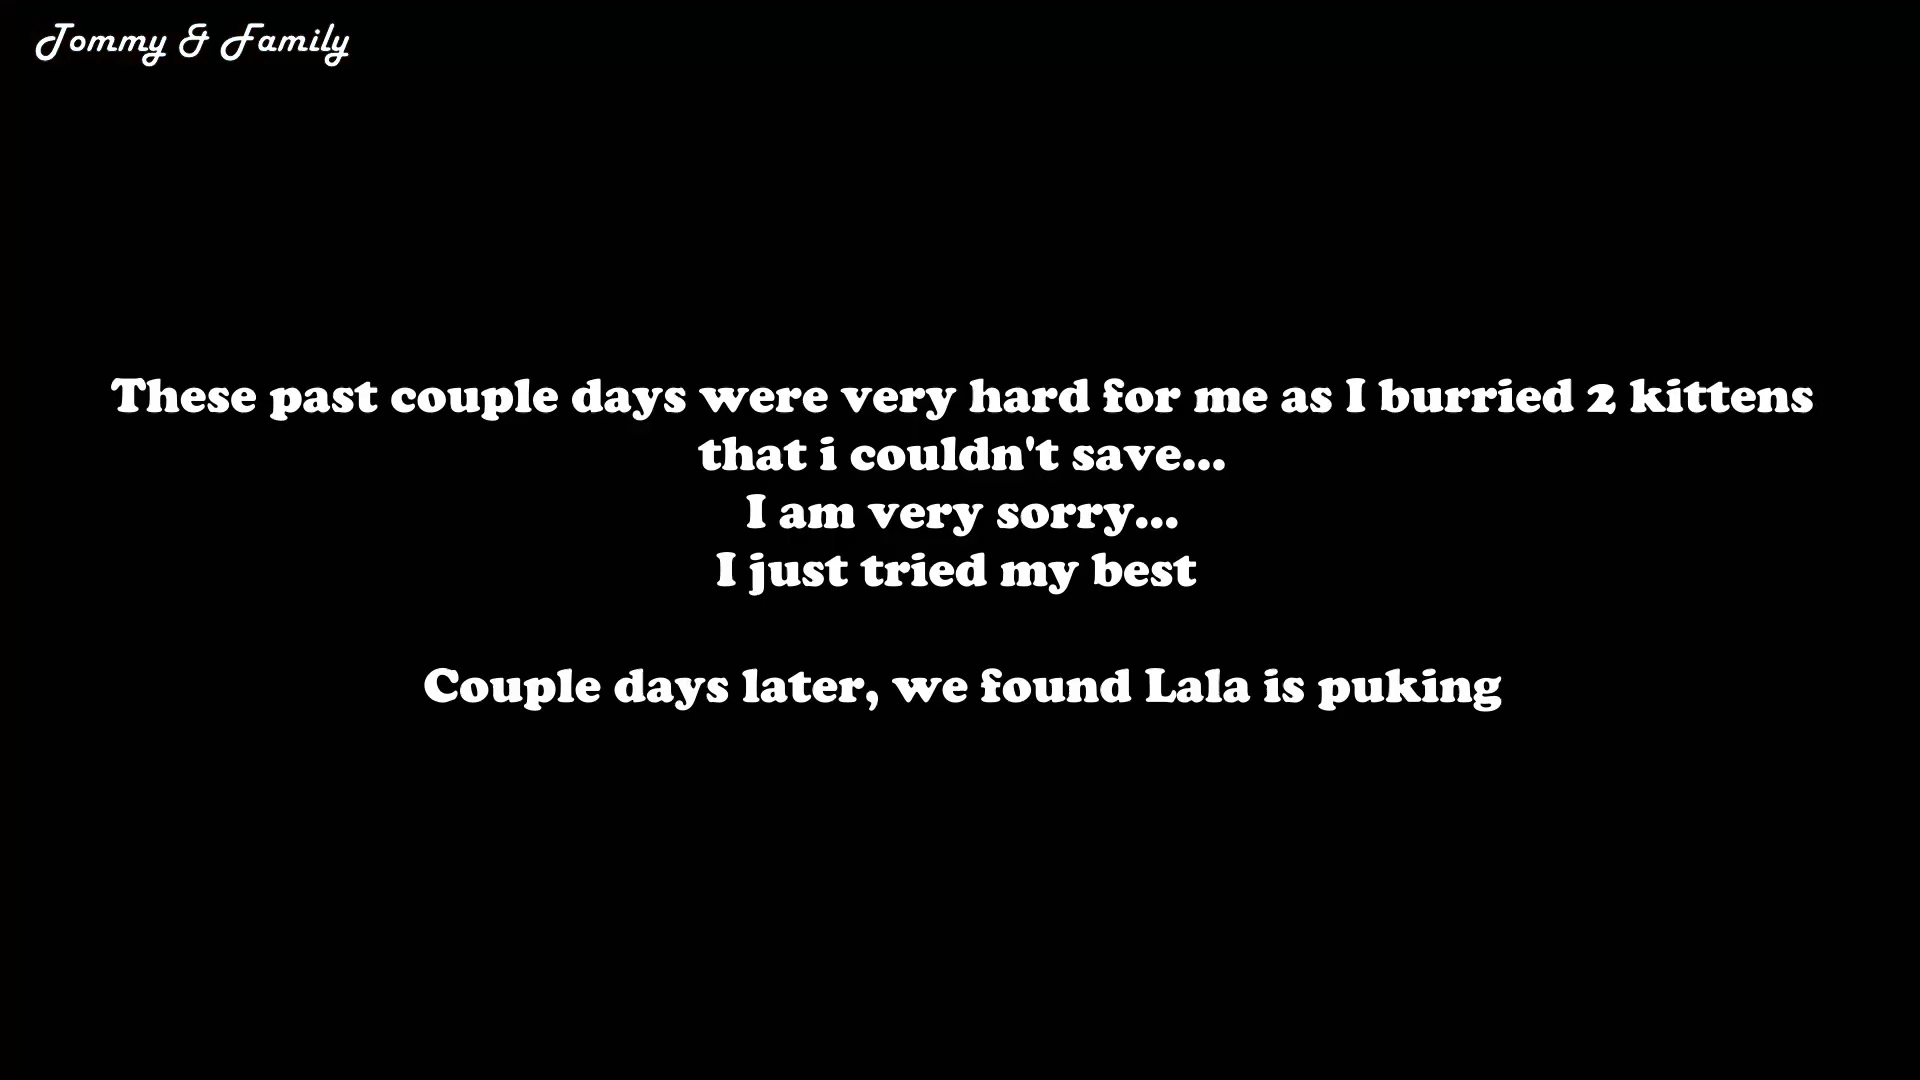 Tommy & Family
These past couple days were very hard for me as I burried 2 kittens
that i couldn't save...
I am very sorry...
I just tried my best
Couple days later, we found Lala is puking